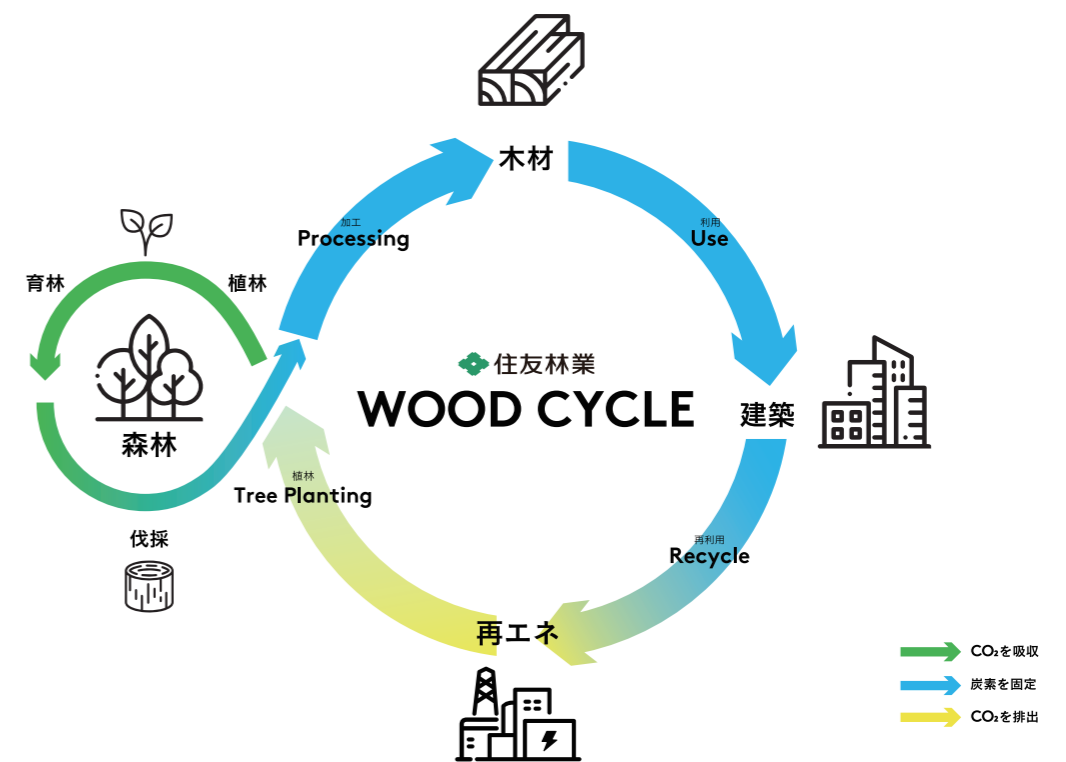 木材
加工
Processing
利用
Use
育林
植林
森林
伐採
住友林業
WOOD CYCLE
建築
植林
Tree Planting
再利用
Recycle
再エネ
CO₂を吸収
炭素を固定
CO₂を排出